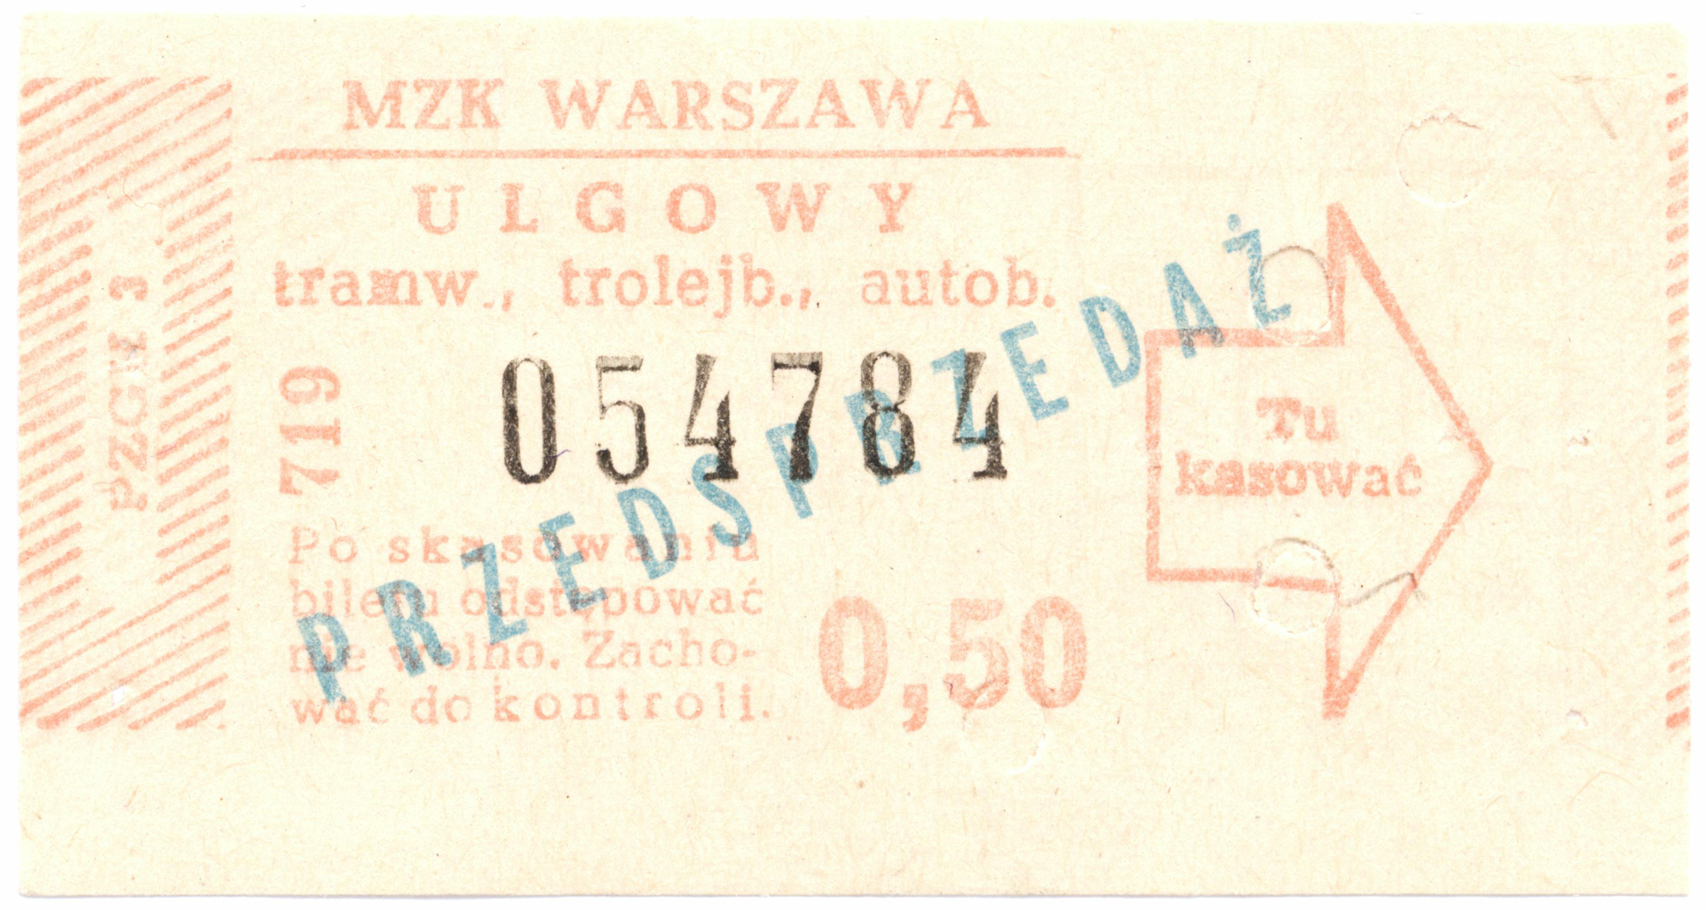 MZK WARSZAWA
ULGOWY
tramw., trolejb., autob.
PZGK 3
719
054784
PRZEDSPRZEDAŻ
Po skasowaniu
biletu odstępować
nie wolno. Zacho-
wać do kontroli.
0,50
Tu
kasować